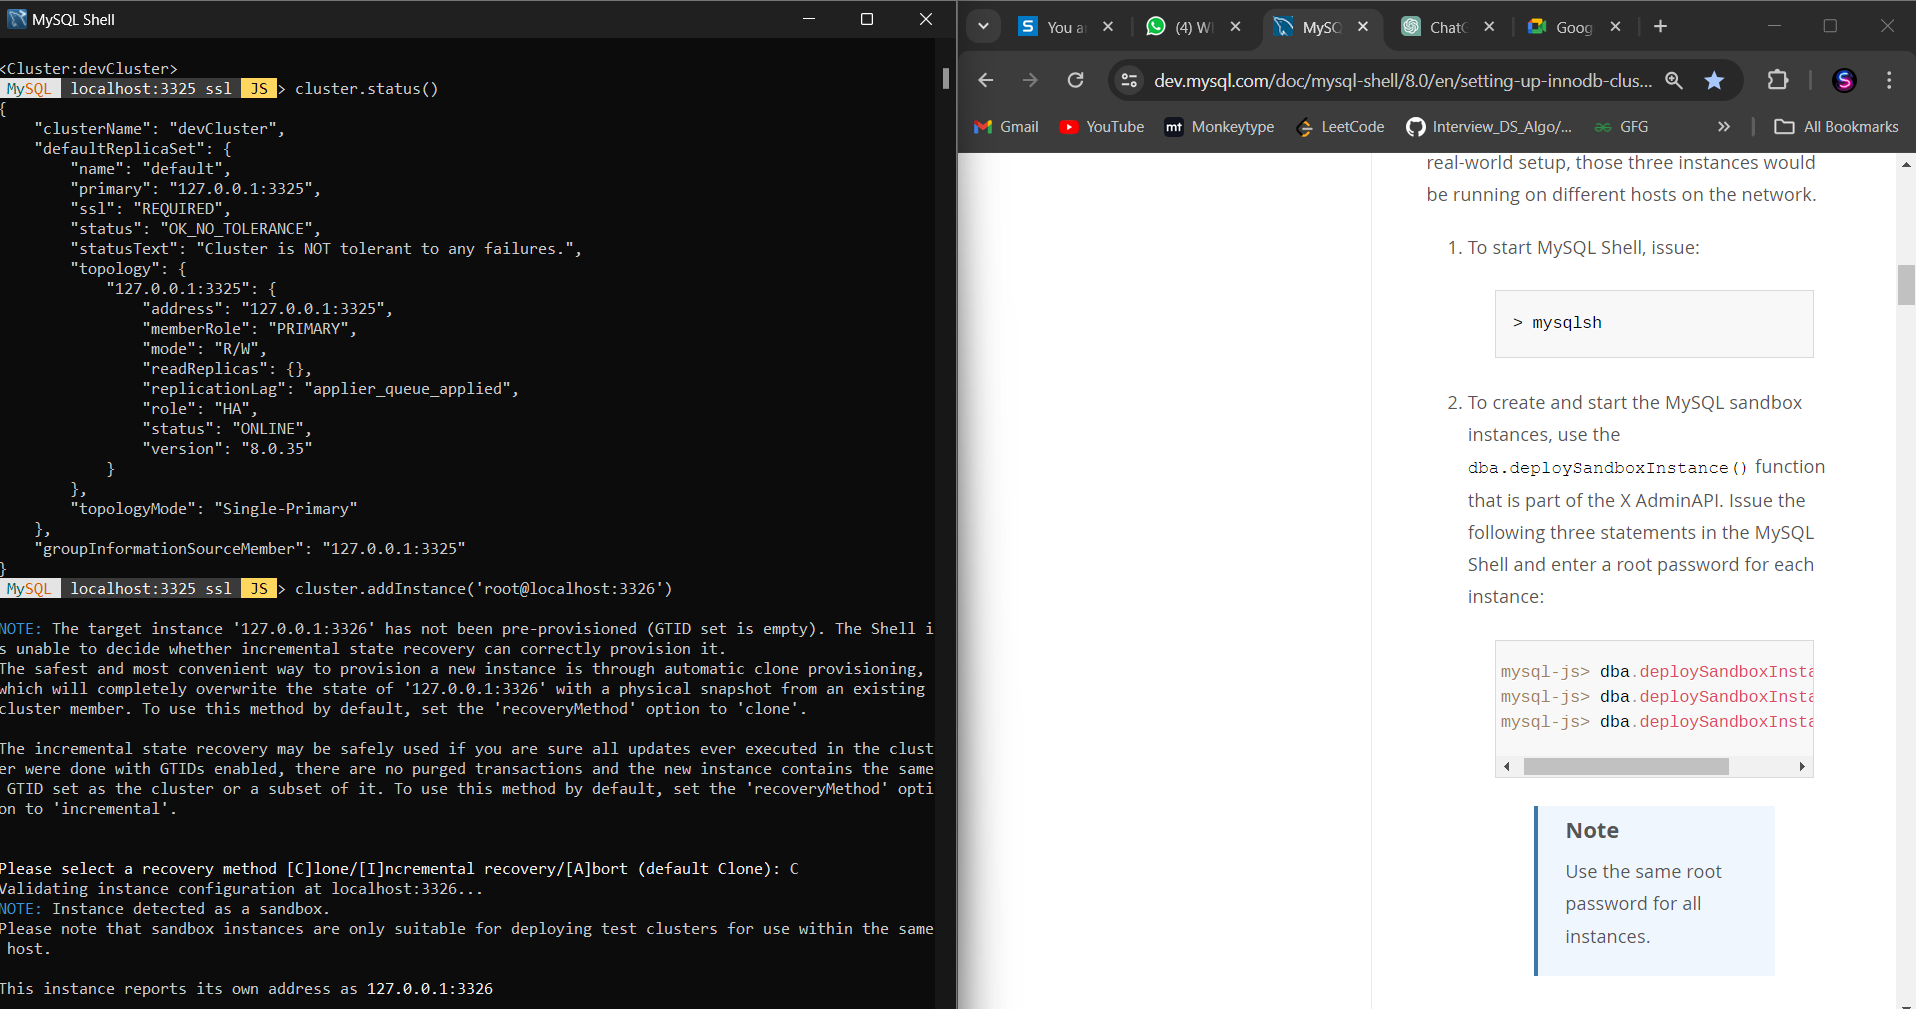 MySQL Shell
<Cluster:devCluster>
MySQL localhost:3325 ssl JS > cluster.status()
{
    "clusterName": "devCluster",
    "defaultReplicaSet": {
        "name": "default",
        "primary": "127.0.0.1:3325",
        "ssl": "REQUIRED",
        "status": "OK_NO_TOLERANCE",
        "statusText": "Cluster is NOT tolerant to any failures.",
        "topology": {
            "127.0.0.1:3325": {
                "address": "127.0.0.1:3325",
                "memberRole": "PRIMARY",
                "mode": "R/W",
                "readReplicas": {},
                "replicationLag": "applier_queue_applied",
                "role": "HA",
                "status": "ONLINE",
                "version": "8.0.35"
            }
        },
        "topologyMode": "Single-Primary"
    },
    "groupInformationSourceMember": "127.0.0.1:3325"
}
MySQL localhost:3325 ssl JS > cluster.addInstance('root@localhost:3326')
NOTE: The target instance '127.0.0.1:3326' has not been pre-provisioned (GTID set is empty). The Shell i
s unable to decide whether incremental state recovery can correctly provision it.
The safest and most convenient way to provision a new instance is through automatic clone provisioning,
which will completely overwrite the state of '127.0.0.1:3326' with a physical snapshot from an existing
cluster member. To use this method by default, set the 'recoveryMethod' option to 'clone'.
The incremental state recovery may be safely used if you are sure all updates ever executed in the clust
er were done with GTIDs enabled, there are no purged transactions and the new instance contains the same
 GTID set as the cluster or a subset of it. To use this method by default, set the 'recoveryMethod' opti
on to 'incremental'.
Please select a recovery method [C]lone/[I]ncremental recovery/[A]bort (default Clone): C
Validating instance configuration at localhost:3326...
NOTE: Instance detected as a sandbox.
Please note that sandbox instances are only suitable for deploying test clusters for use within the same
 host.
This instance reports its own address as 127.0.0.1:3326
S You a
(4) W
MySQ
Chat
Goog
dev.mysql.com/doc/mysql-shell/8.0/en/setting-up-innodb-clus...
S
Gmail
YouTube
mt Monkeytype
LeetCode
Interview_DS_Algo/...
GFG
»
All Bookmarks
real-world setup, those three instances would
be running on different hosts on the network.
1. To start MySQL Shell, issue:
> mysqlsh
2. To create and start the MySQL sandbox
instances, use the
dba.deploySandboxInstance() function
that is part of the X AdminAPI. Issue the
following three statements in the MySQL
Shell and enter a root password for each
instance:
mysql-js> dba.deploySandboxInsta
mysql-js> dba.deploySandboxInsta
mysql-js> dba.deploySandboxInsta
Note
Use the same root
password for all
instances.